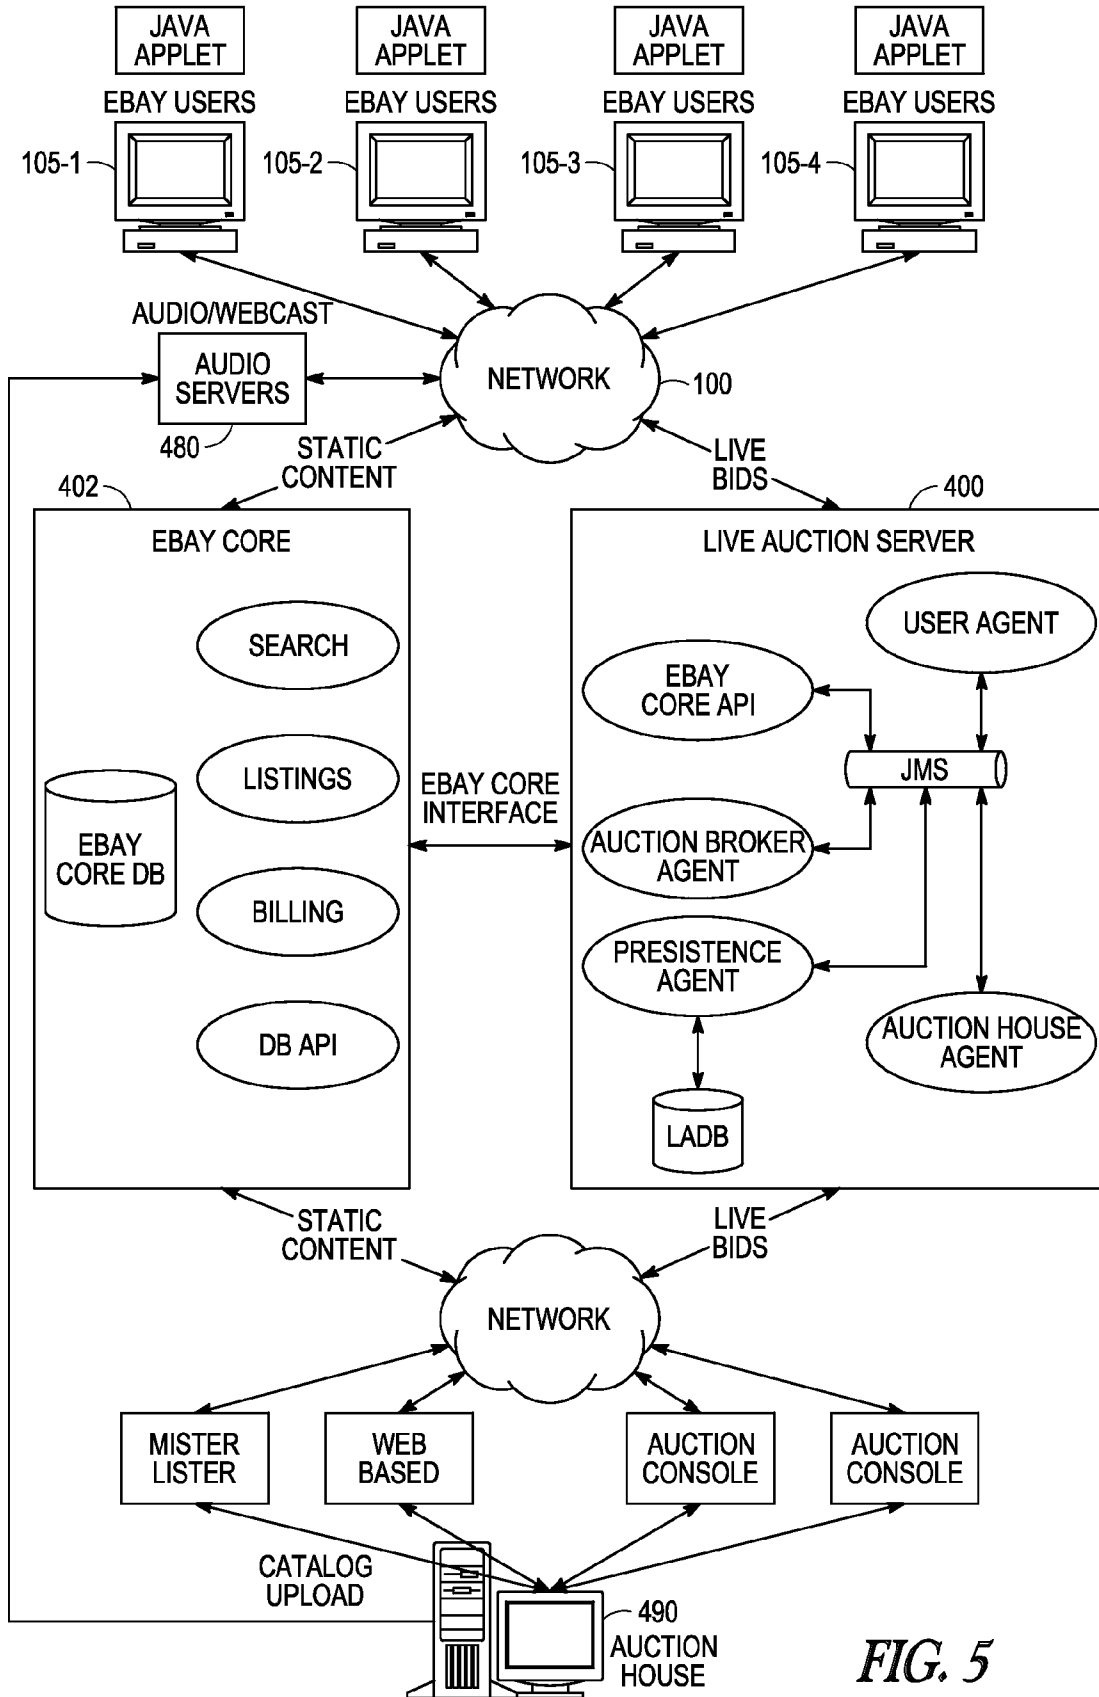 JAVA APPLET
JAVA APPLET
JAVA APPLET
JAVA APPLET
EBAY USERS
EBAY USERS
EBAY USERS
EBAY USERS
105-1
105-2
105-3
105-4
AUDIO/WEBCAST
AUDIO
SERVERS
480
NETWORK
100
STATIC
CONTENT
LIVE
BIDS
402
400
EBAY CORE
SEARCH
LISTINGS
EBAY
CORE DB
BILLING
DB API
EBAY CORE
INTERFACE
LIVE AUCTION SERVER
USER AGENT
EBAY
CORE API
JMS
AUCTION BROKER
AGENT
PRESISTENCE
AGENT
AUCTION HOUSE
AGENT
LADB
STATIC
CONTENT
LIVE
BIDS
NETWORK
MISTER
LISTER
WEB
BASED
AUCTION
CONSOLE
AUCTION
CONSOLE
CATALOG
UPLOAD
490
AUCTION
HOUSE
FIG. 5